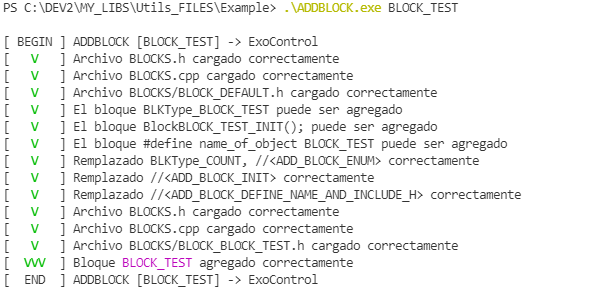 PS C:\DEV2\MY_LIBS\Utils_FILES\Example> .\ADDBLOCK.exe BLOCK_TEST
[ BEGIN ] ADDBLOCK [BLOCK_TEST] -> ExoControl
[ V ] Archivo BLOCKS.h cargado correctamente
[ V ] Archivo BLOCKS.cpp cargado correctamente
[ V ] Archivo BLOCKS/BLOCK_DEFAULT.h cargado correctamente
[ V ] El bloque BLKType_BLOCK_TEST puede ser agregado
[ V ] El bloque BlockBLOCK_TEST_INIT(); puede ser agregado
[ V ] El bloque #define name_of_object BLOCK_TEST puede ser agregado
[ V ] Remplazado BLKType_COUNT, //<ADD_BLOCK_ENUM> correctamente
[ V ] Remplazado //<ADD_BLOCK_INIT> correctamente
[ V ] Remplazado //<ADD_BLOCK_DEFINE_NAME_AND_INCLUDE_H> correctamente
[ V ] Archivo BLOCKS.h cargado correctamente
[ V ] Archivo BLOCKS.cpp cargado correctamente
[ V ] Archivo BLOCKS/BLOCK_BLOCK_TEST.h cargado correctamente
[ VVV ] Bloque BLOCK_TEST agregado correctamente
[ END ] ADDBLOCK [BLOCK_TEST] -> ExoControl